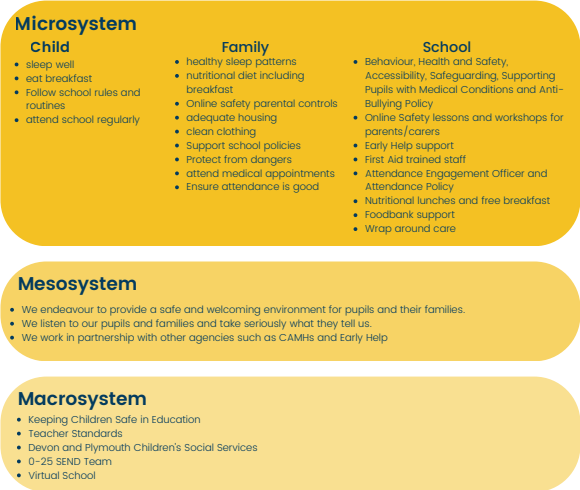 Microsystem
Child
sleep well
eat breakfast
Follow school rules and
routines
attend school regularly
Family
healthy sleep patterns
nutritional diet including
breakfast
Online safety parental controls
adequate housing
clean clothing
Support school policies
Protect from dangers
attend medical appointments
Ensure attendance is good
School
Behaviour, Health and Safety,
Accessibility, Safeguarding, Supporting
Pupils with Medical Conditions and Anti-
Bullying Policy
Online Safety lessons and workshops for
parents/carers
Early Help support
First Aid trained staff
Attendance Engagement Officer and
Attendance Policy
Nutritional lunches and free breakfast
Foodbank support
Wrap around care
Mesosystem
We endeavour to provide a safe and welcoming environment for pupils and their families.
We listen to our pupils and families and take seriously what they tell us.
We work in partnership with other agencies such as CAMHs and Early Help
Macrosystem
Keeping Children Safe in Education
Teacher Standards
Devon and Plymouth Children's Social Services
0-25 SEND Team
Virtual School